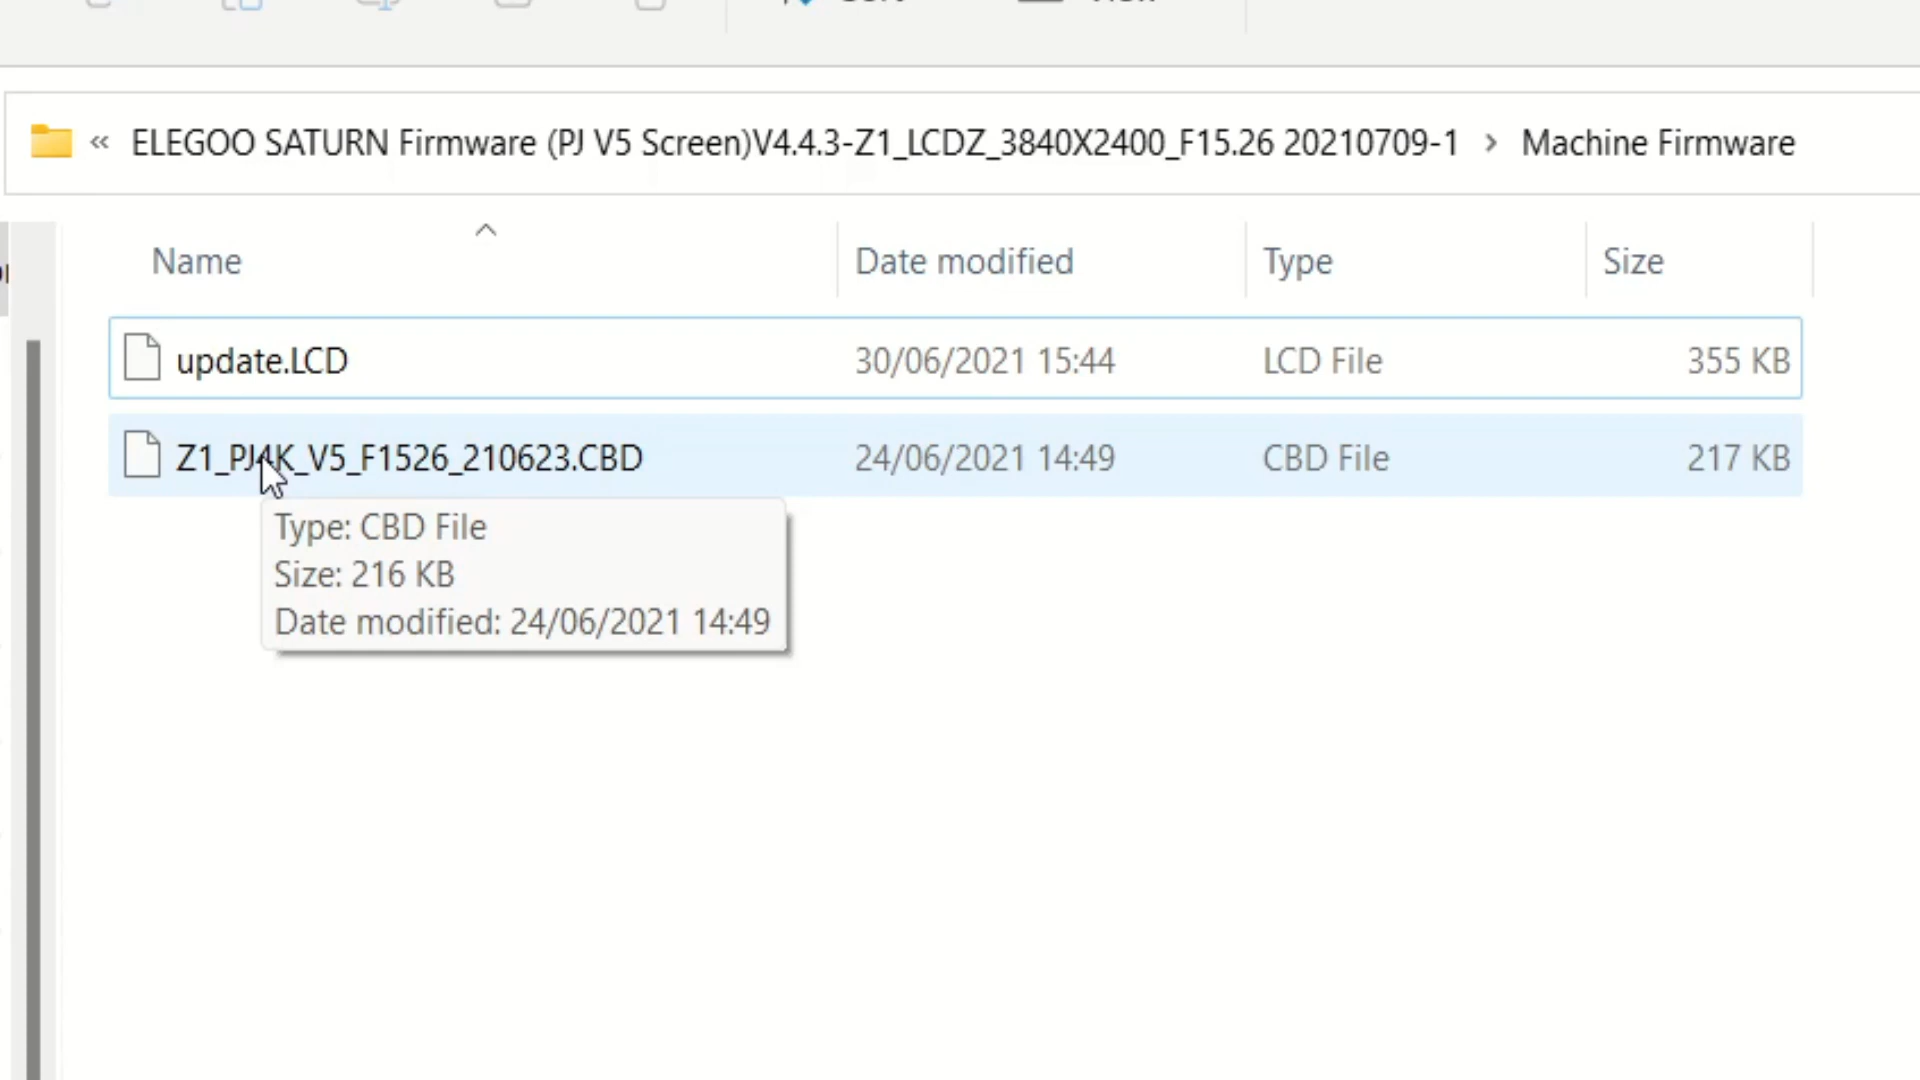 « ELEGOO SATURN Firmware (PJ V5 Screen)V4.4.3-Z1_LCDZ_3840X2400_F15.26 20210709-1 > Machine Firmware
Name Date modified Type Size
update.LCD 30/06/2021 15:44 LCD File 355 KB
Z1_PJ4K_V5_F1526_210623.CBD 24/06/2021 14:49 CBD File 217 KB
Type: CBD File
Size: 216 KB
Date modified: 24/06/2021 14:49